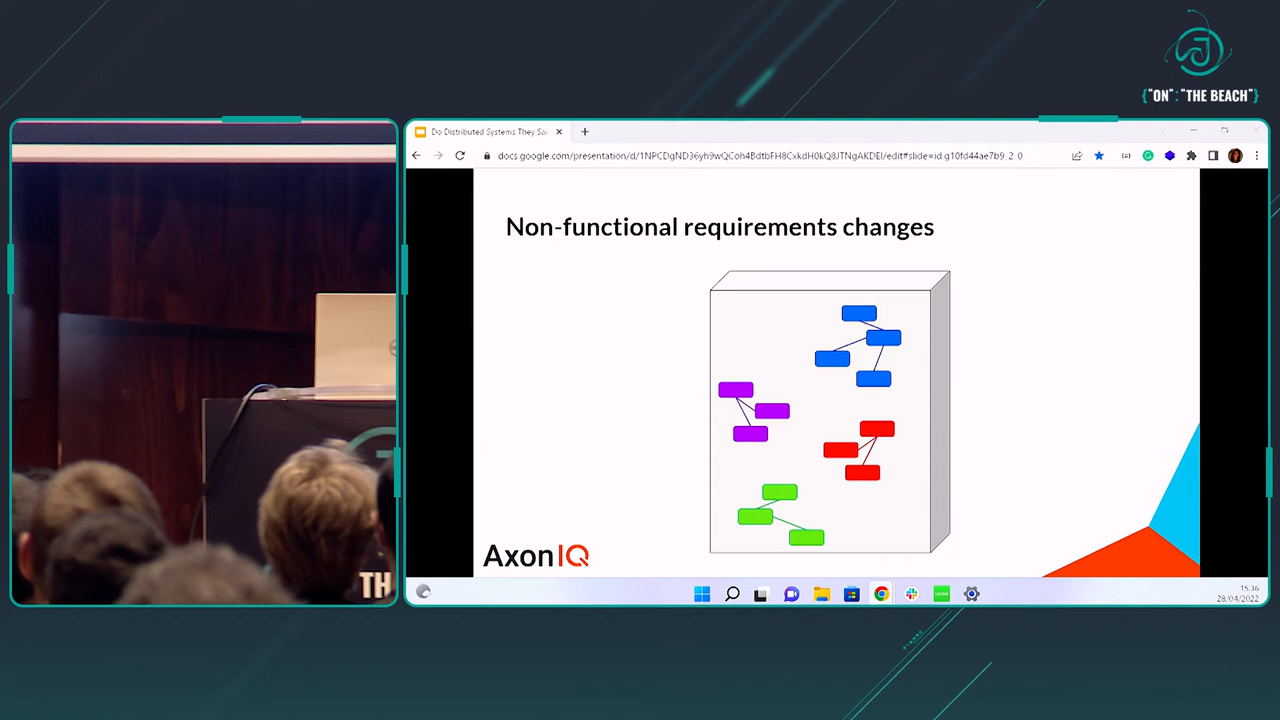 {"ON":"THE BEACH"}
Do Distributed Systems They Sa
docs.google.com/presentation/d/1NPCDgND36yh9wQCoh4BdtbFH8CxkdH0kQ8JTNgAKDEI/edit#slide=id.g10fd44ae7b9_2_0
Non-functional requirements changes
AxonIQ
TH
15:36
28/04/2022